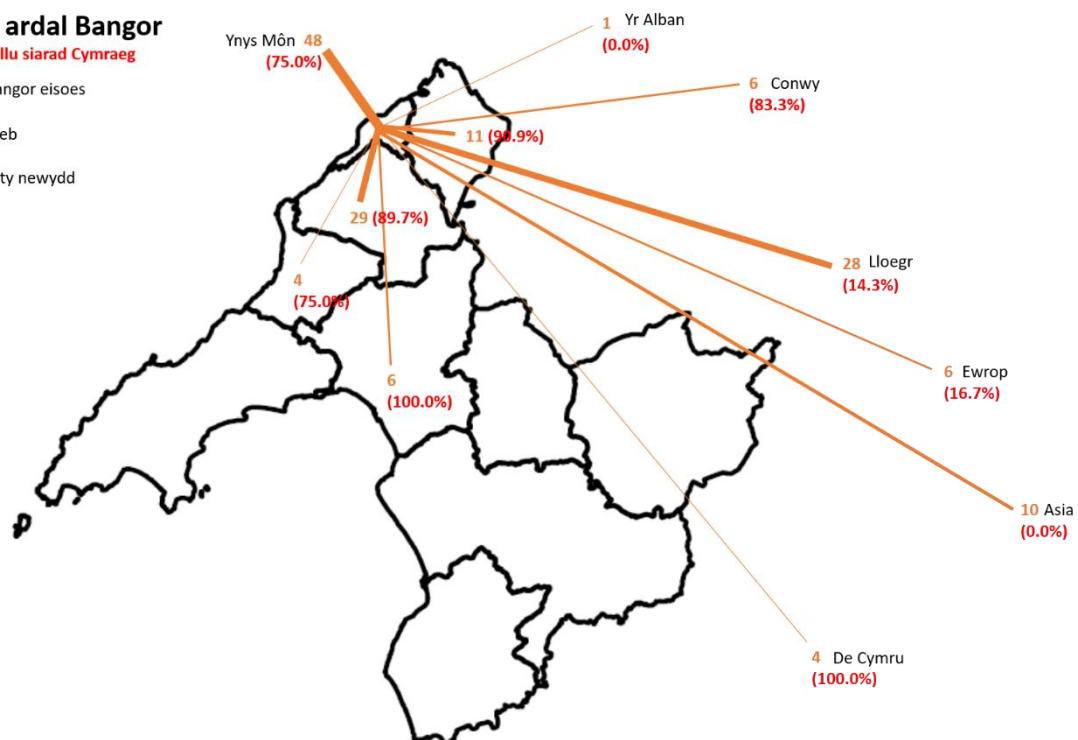 ardal Bangor
llu siarad Cymraeg
ngor eisoes
eb
ty newydd
Ynys Môn 48
(75.0%)
1 Yr Alban
(0.0%)
6 Conwy
(83.3%)
11 (90.9%)
29 (89.7%)
4
(75.0%)
28 Lloegr
(14.3%)
6
(100.0%)
6 Ewrop
(16.7%)
10 Asia
(0.0%)
4 De Cymru
(100.0%)